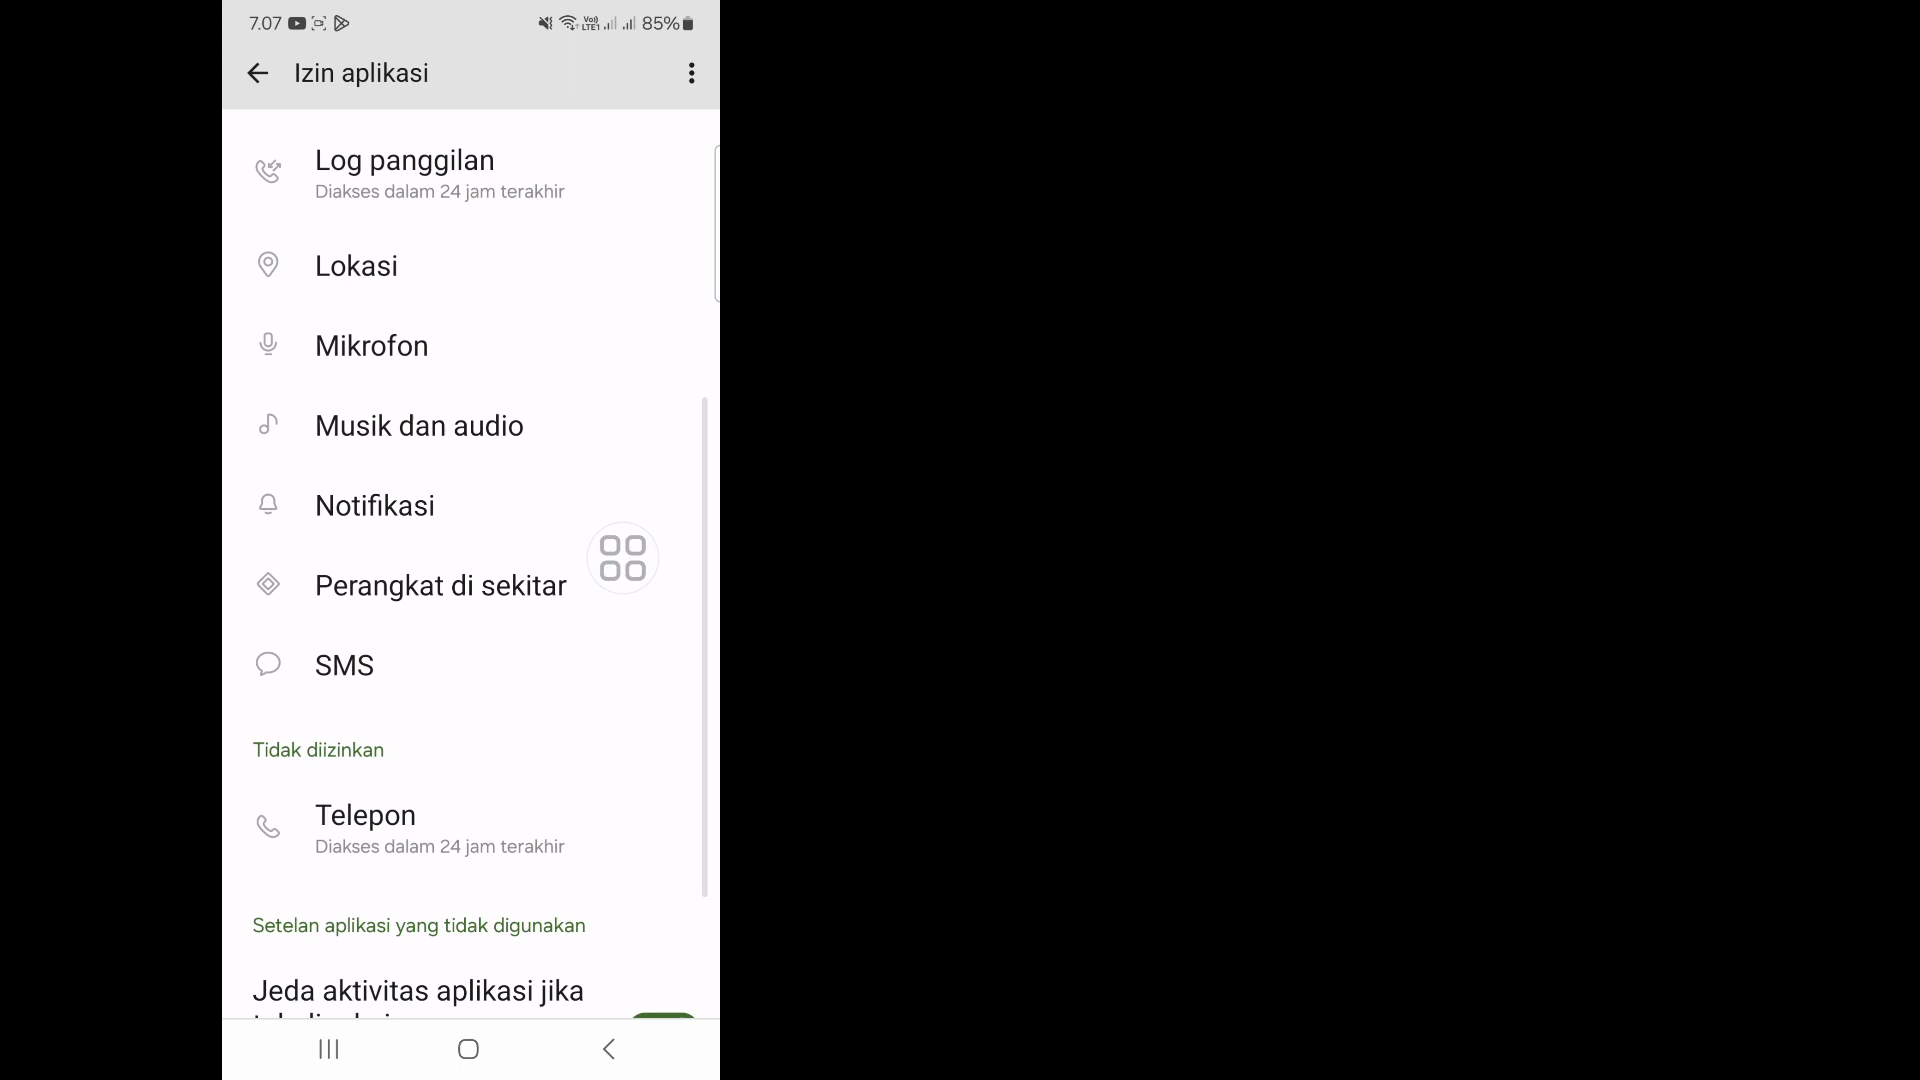 7.07
Vo)) LTE1 85%
Izin aplikasi
Log panggilan
Diakses dalam 24 jam terakhir
Lokasi
Mikrofon
Musik dan audio
Notifikasi
Perangkat di sekitar
SMS
Tidak diizinkan
Telepon
Diakses dalam 24 jam terakhir
Setelan aplikasi yang tidak digunakan
Jeda aktivitas aplikasi jika